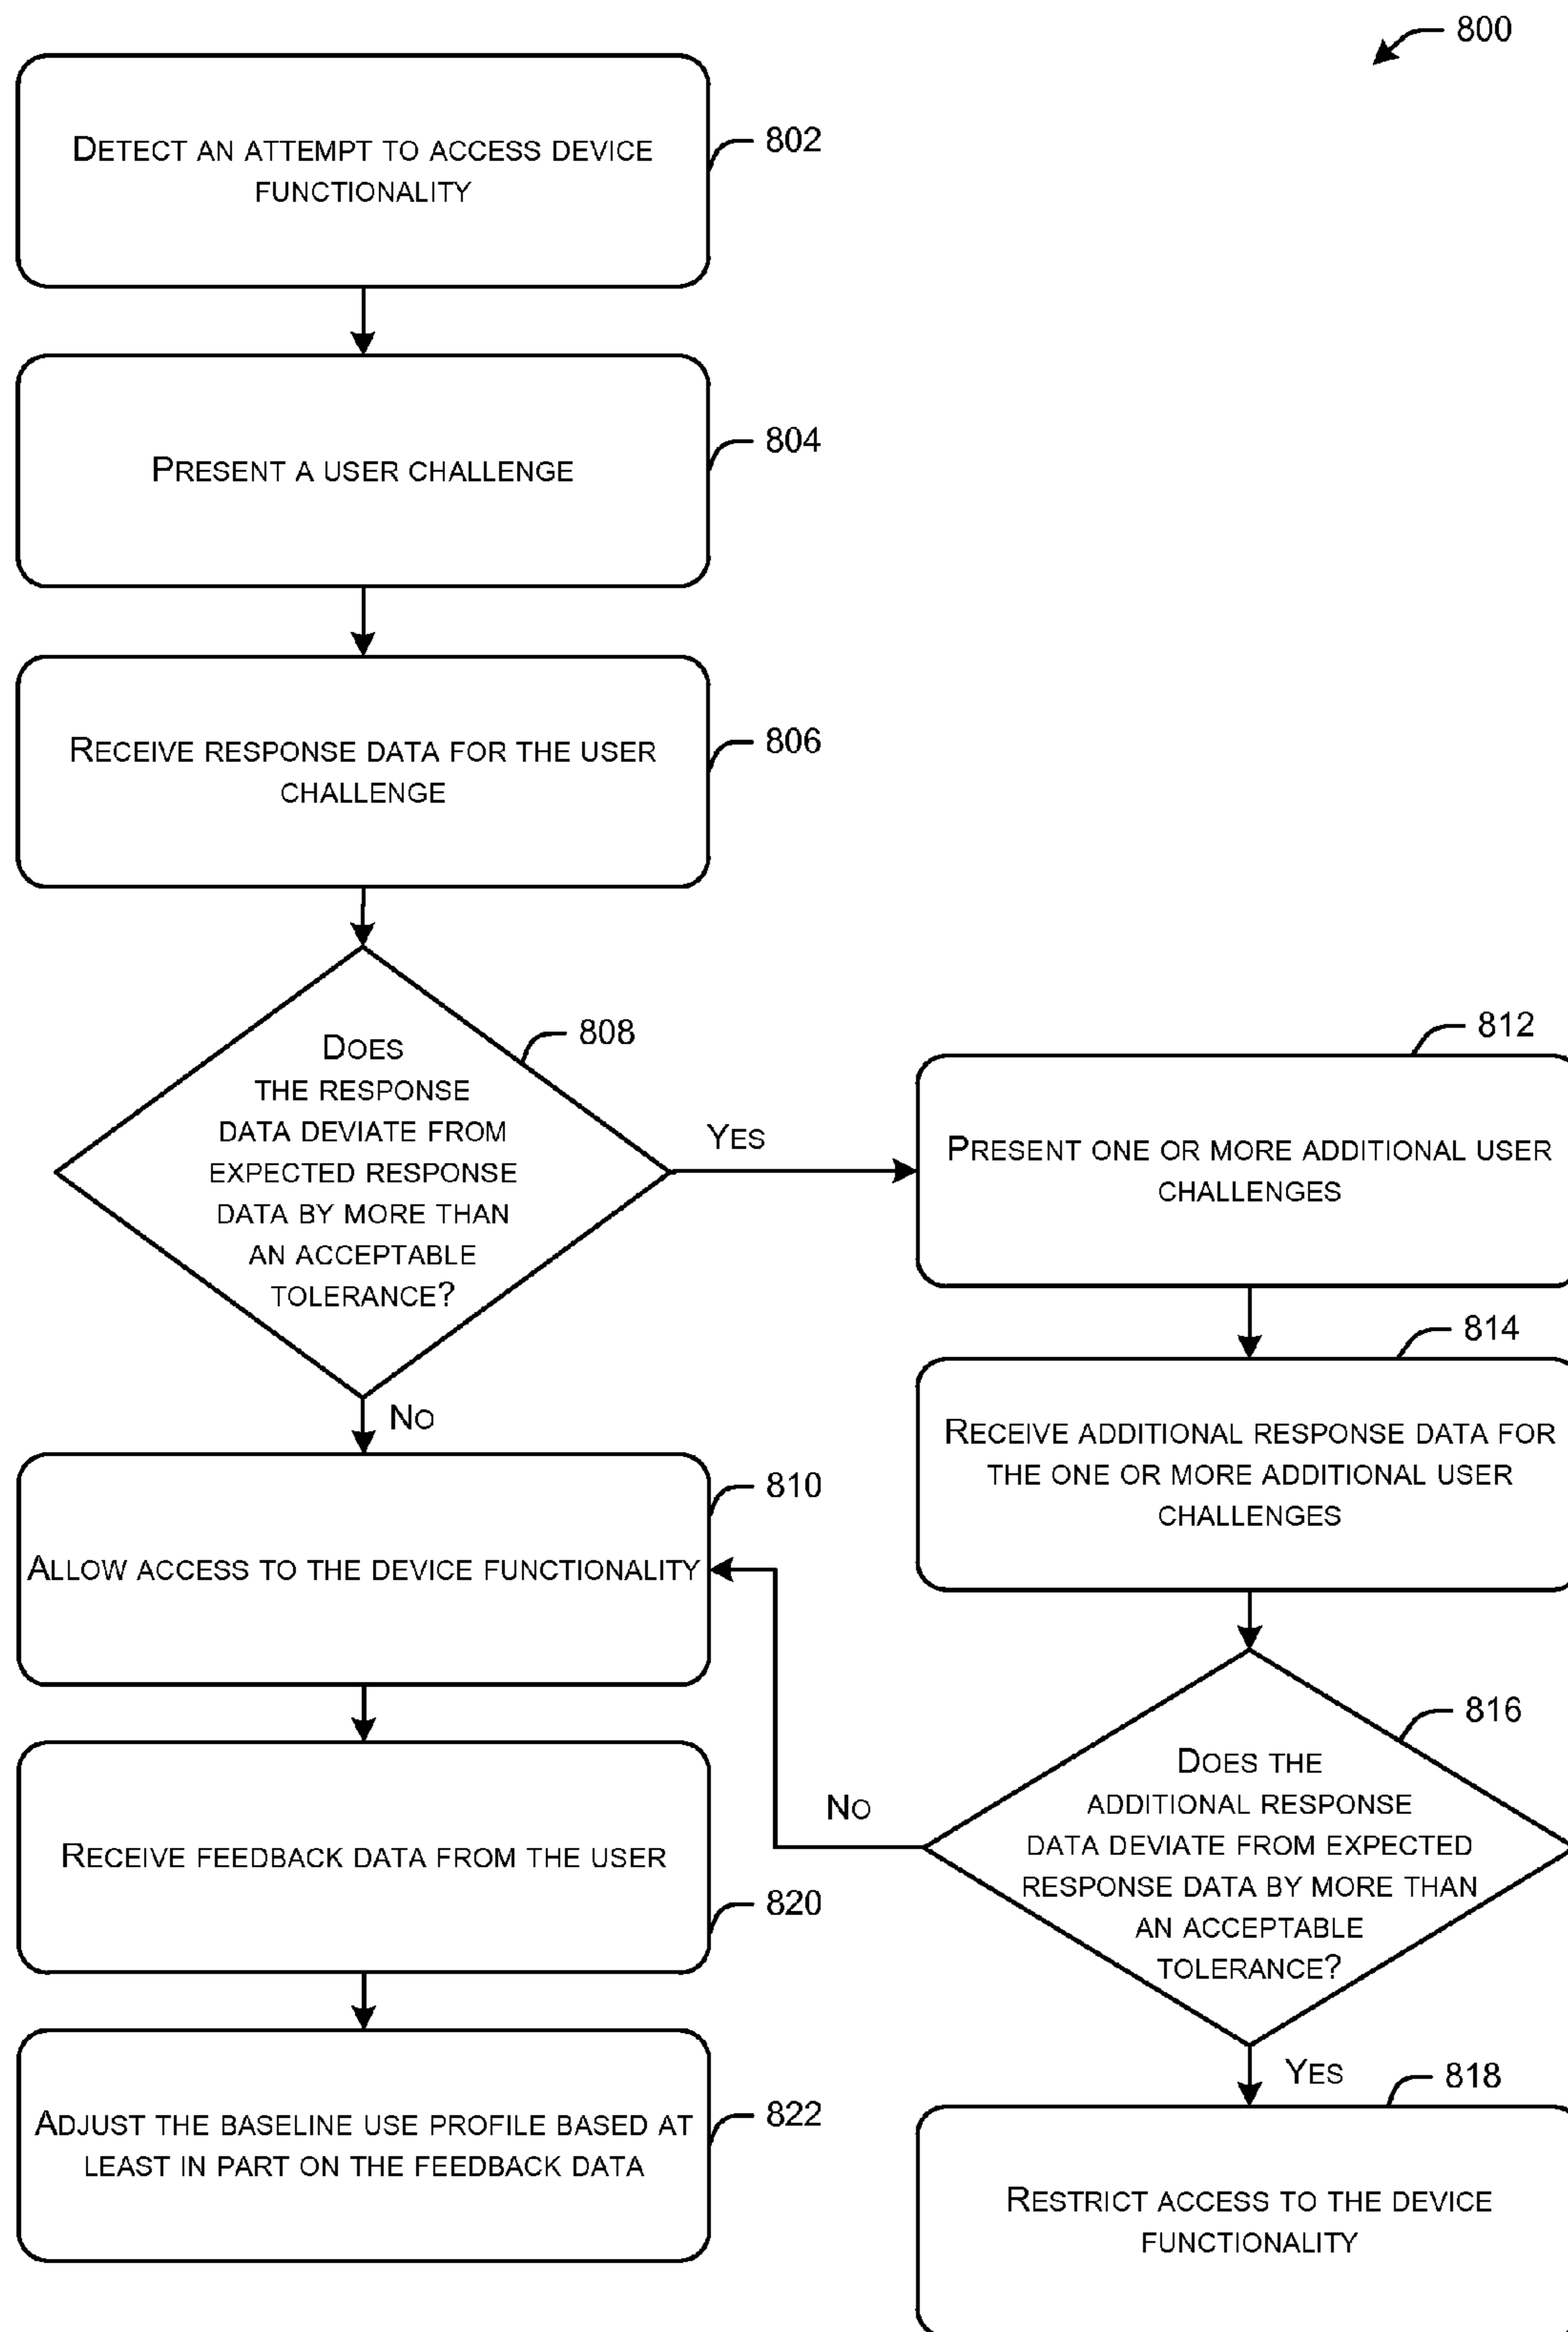 800
DETECT AN ATTEMPT TO ACCESS DEVICE
FUNCTIONALITY
802
PRESENT A USER CHALLENGE
804
RECEIVE RESPONSE DATA FOR THE USER
CHALLENGE
806
DOES
THE RESPONSE
DATA DEVIATE FROM
EXPECTED RESPONSE
DATA BY MORE THAN
AN ACCEPTABLE
TOLERANCE?
808
YES
NO
PRESENT ONE OR MORE ADDITIONAL USER
CHALLENGES
812
RECEIVE ADDITIONAL RESPONSE DATA FOR
THE ONE OR MORE ADDITIONAL USER
CHALLENGES
814
ALLOW ACCESS TO THE DEVICE FUNCTIONALITY
810
DOES THE
ADDITIONAL RESPONSE
DATA DEVIATE FROM EXPECTED
RESPONSE DATA BY MORE THAN
AN ACCEPTABLE
TOLERANCE?
816
NO
YES
RECEIVE FEEDBACK DATA FROM THE USER
820
ADJUST THE BASELINE USE PROFILE BASED AT
LEAST IN PART ON THE FEEDBACK DATA
822
RESTRICT ACCESS TO THE DEVICE
FUNCTIONALITY
818